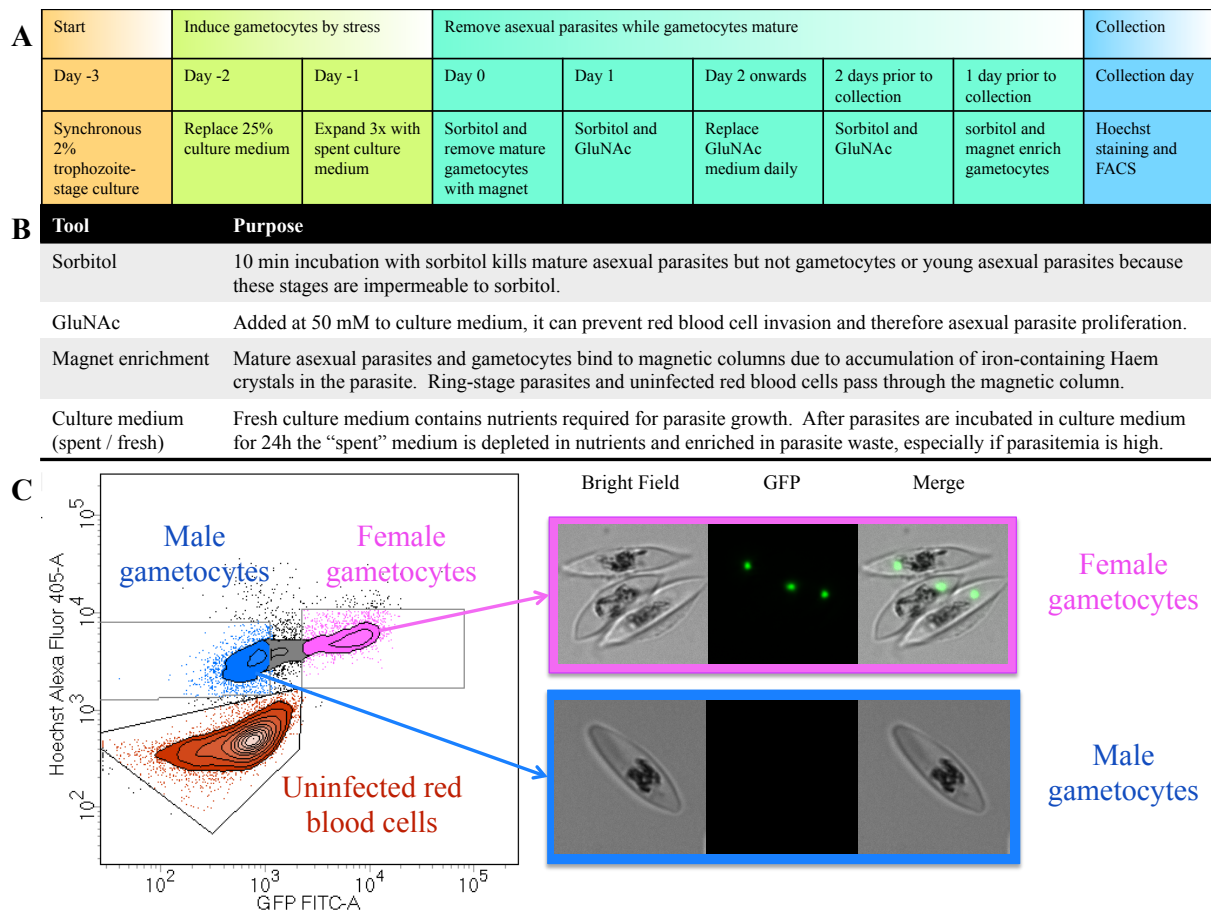 A
Start
Induce gametocytes by stress
Remove asexual parasites while gametocytes mature
Collection
Day -3
Day -2
Day -1
Day 0
Day 1
Day 2 onwards
2 days prior to
collection
1 day prior to
collection
Collection day
Synchronous
2%
trophozoite-
stage culture
Replace 25%
culture medium
Expand 3x with
spent culture
medium
Sorbitol and
remove mature
gametocytes
with magnet
Sorbitol and
GluNAc
Replace
GluNAc
medium daily
Sorbitol and
GluNAc
sorbitol and
magnet enrich
gametocytes
Hoechst
staining and
FACS
B
Tool
Purpose
Sorbitol
10 min incubation with sorbitol kills mature asexual parasites but not gametocytes or young asexual parasites because
these stages are impermeable to sorbitol.
GluNAc
Added at 50 mM to culture medium, it can prevent red blood cell invasion and therefore asexual parasite proliferation.
Magnet enrichment
Mature asexual parasites and gametocytes bind to magnetic columns due to accumulation of iron-containing Haem
crystals in the parasite. Ring-stage parasites and uninfected red blood cells pass through the magnetic column.
Culture medium
(spent / fresh)
Fresh culture medium contains nutrients required for parasite growth. After parasites are incubated in culture medium
for 24h the “spent” medium is depleted in nutrients and enriched in parasite waste, especially if parasitemia is high.
C
Hoechst Alexa Fluor 405-A
10^5
10^4
10^3
10^2
Male
gametocytes
Female
gametocytes
Uninfected red
blood cells
10^2
10^3
10^4
10^5
GFP FITC-A
Bright Field
GFP
Merge
Female
gametocytes
Male
gametocytes